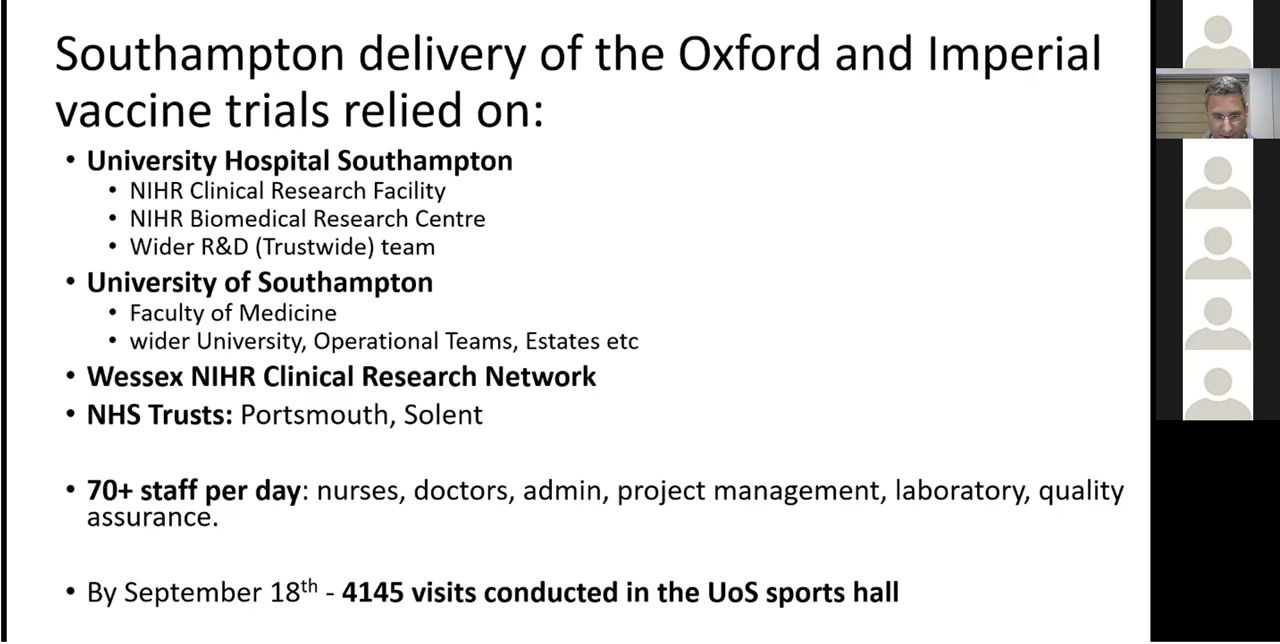 Southampton delivery of the Oxford and Imperial
vaccine trials relied on:
• University Hospital Southampton
• NIHR Clinical Research Facility
• NIHR Biomedical Research Centre
• Wider R&D (Trustwide) team
• University of Southampton
• Faculty of Medicine
• wider University, Operational Teams, Estates etc
• Wessex NIHR Clinical Research Network
• NHS Trusts: Portsmouth, Solent
• 70+ staff per day: nurses, doctors, admin, project management, laboratory, quality
assurance.
• By September 18th - 4145 visits conducted in the UoS sports hall